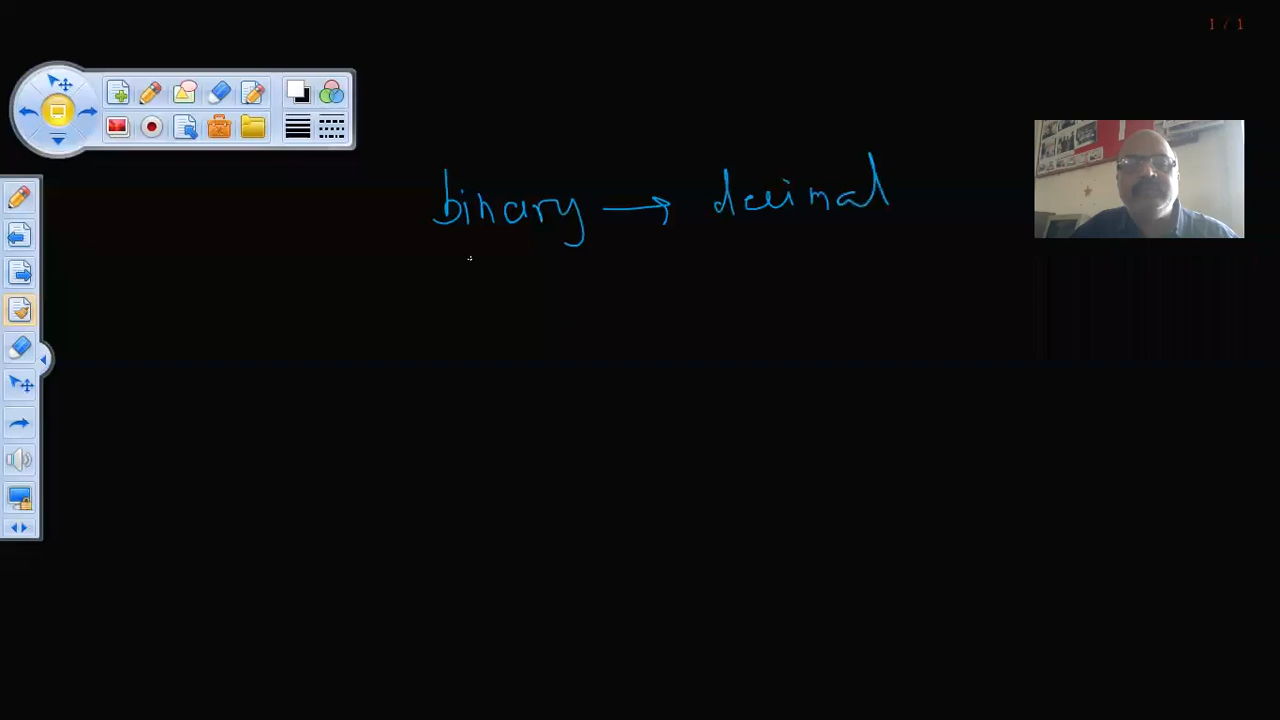 1 / 1
binary → decimal